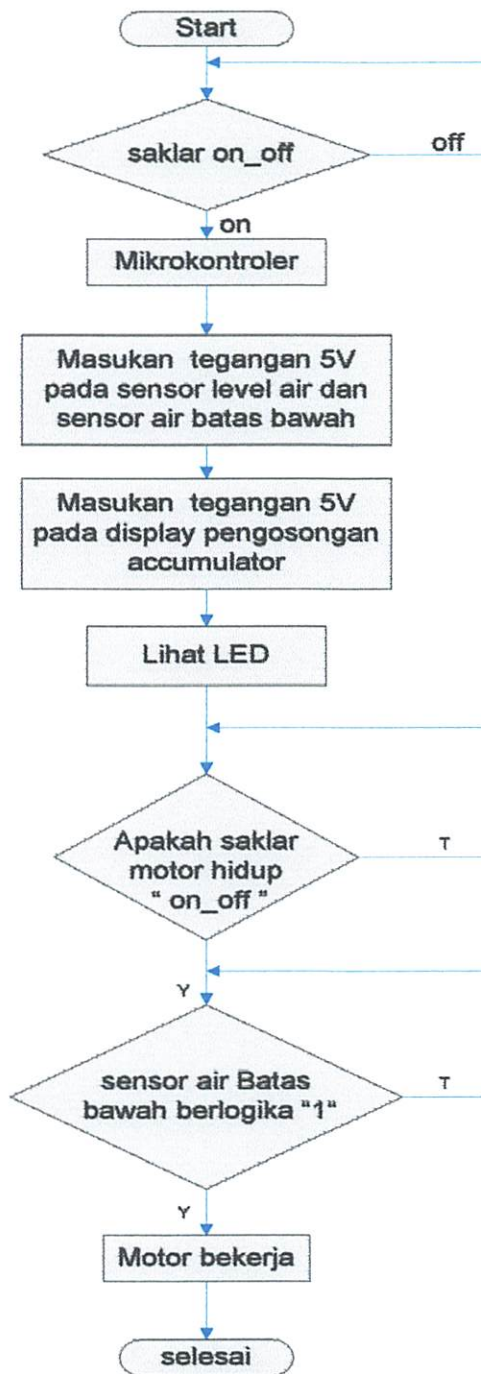 Start
saklar on_off
off
on
Mikrokontroler
Masukan tegangan 5V
pada sensor level air dan
sensor air batas bawah
Masukan tegangan 5V
pada display pengosongan
accumulator
Lihat LED
Apakah saklar
motor hidup
" on_off "
T
Y
sensor air Batas
bawah berlogika "1"
T
Y
Motor bekerja
selesai